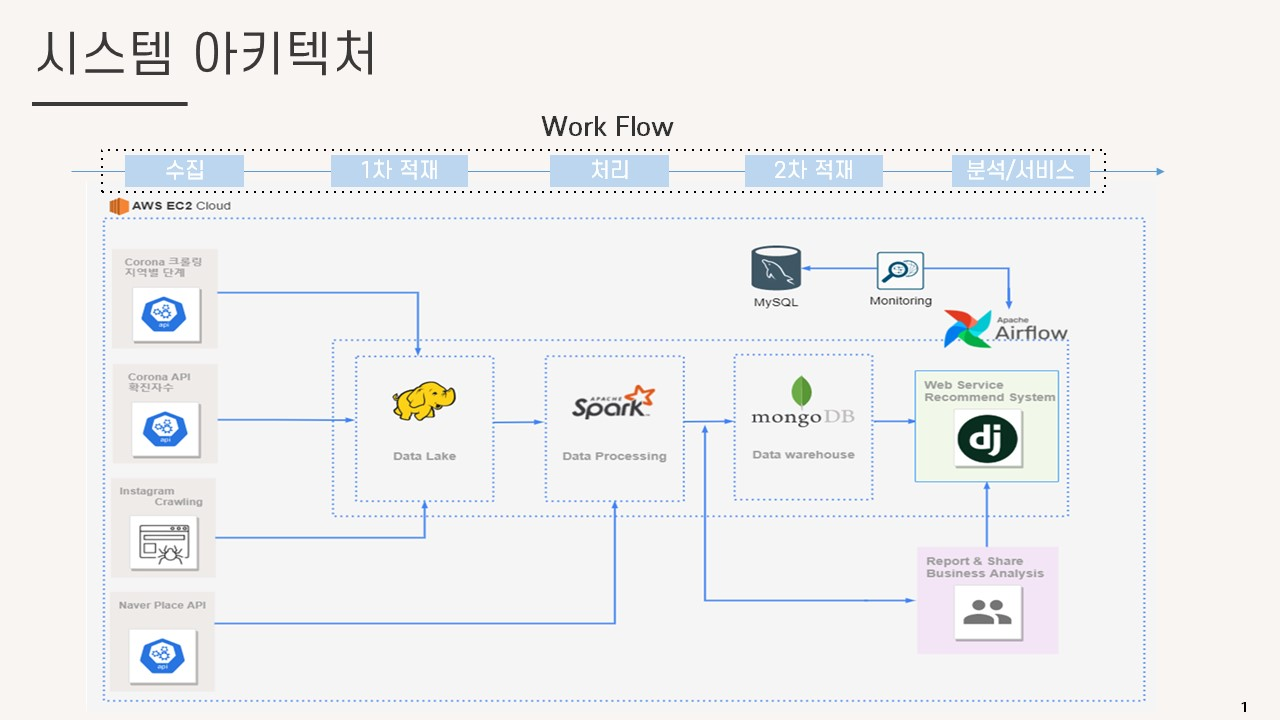 시스템 아키텍처
Work Flow
수집
1차 적재
처리
2차 적재
분석/서비스
AWS EC2 Cloud
Corona 크롤링
지역별 단계
api
MySQL
Monitoring
Apache
Airflow
Corona API
확진자수
api
Data Lake
APACHE
Spark
Data Processing
mongoDB
Data warehouse
Web Service
Recommend System
dj
Instagram
Crawling
Report & Share
Business Analysis
Naver Place API
api
1